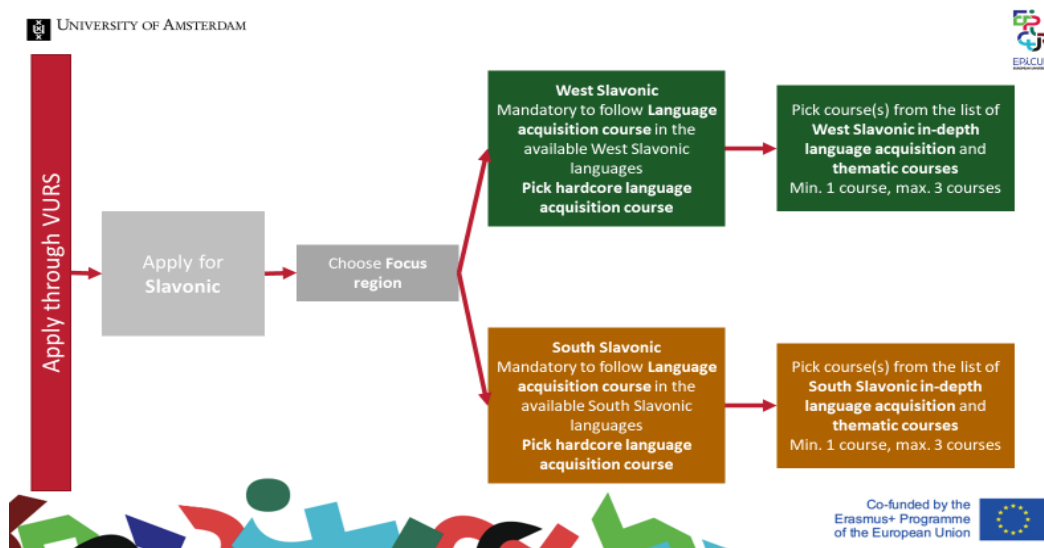 UNIVERSITY OF AMSTERDAM
EPICUR
Apply through VURS
Apply for
Slavonic
Choose Focus
region
West Slavonic
Mandatory to follow Language
acquisition course in the
available West Slavonic
languages
Pick hardcore language
acquisition course
Pick course(s) from the list of
West Slavonic in-depth
language acquisition and
thematic courses
Min. 1 course, max. 3 courses
South Slavonic
Mandatory to follow Language
acquisition course in the
available South Slavonic
languages
Pick hardcore language
acquisition course
Pick course(s) from the list of
South Slavonic in-depth
language acquisition and
thematic courses
Min. 1 course, max. 3 courses
Co-funded by the
Erasmus+ Programme
of the European Union